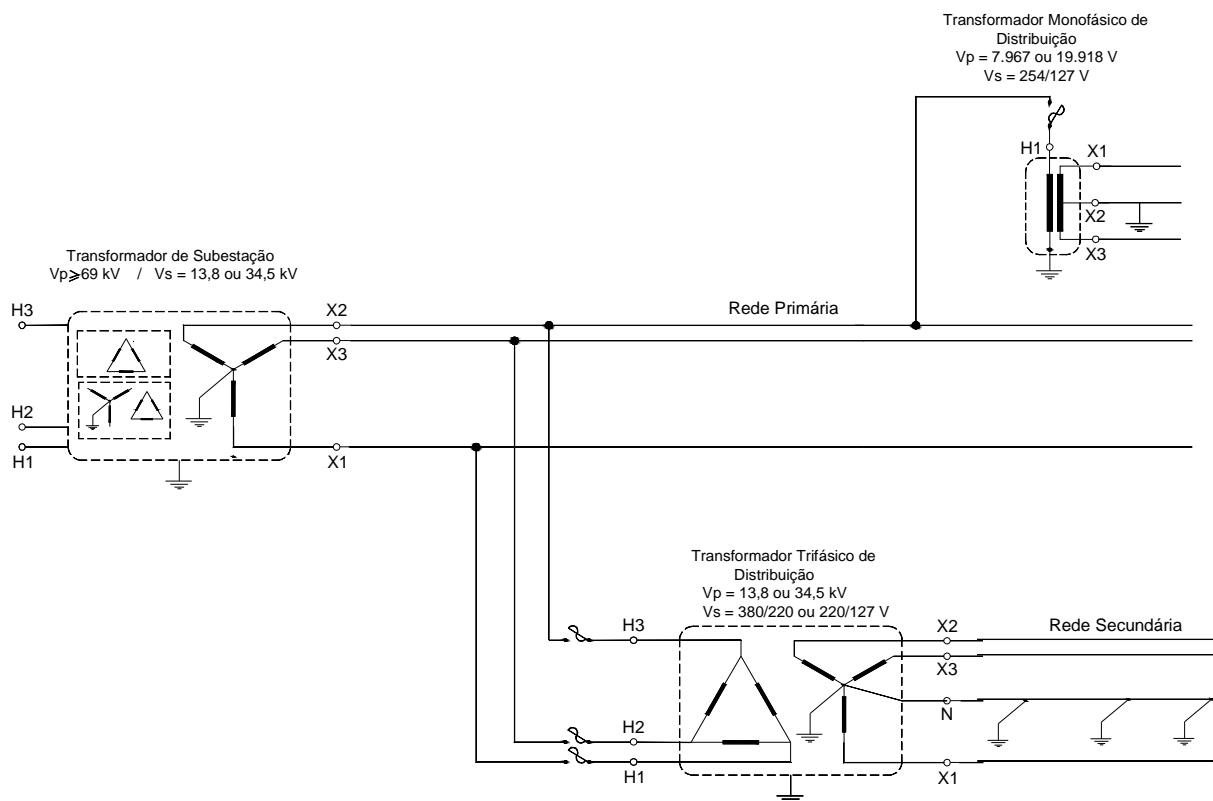 Transformador Monofásico de
Distribuição
Vp = 7.967 ou 19.918 V
Vs = 254/127 V
H1
X1
X2
X3
Transformador de Subestação
Vp⩾69 kV / Vs = 13,8 ou 34,5 kV
H3
X2
Rede Primária
X3
H2
H1
X1
Transformador Trifásico de
Distribuição
Vp = 13,8 ou 34,5 kV
Vs = 380/220 ou 220/127 V
H3
X2
Rede Secundária
X3
N
H2
H1
X1